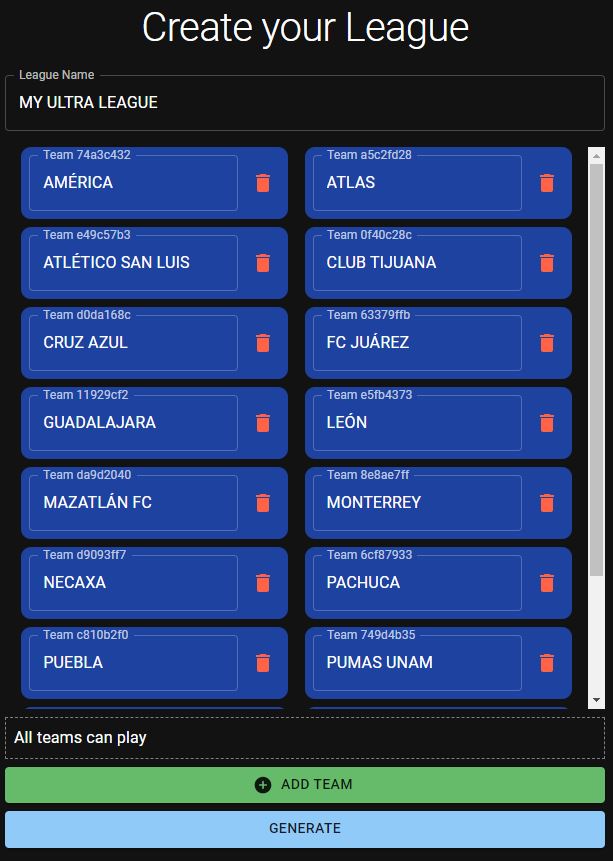 Create your League
League Name
MY ULTRA LEAGUE
Team 74a3c432
AMÉRICA
Team a5c2fd28
ATLAS
Team e49c57b3
ATLÉTICO SAN LUIS
Team 0f40c28c
CLUB TIJUANA
Team d0da168c
CRUZ AZUL
Team 63379ffb
FC JUÁREZ
Team 11929cf2
GUADALAJARA
Team e5fb4373
LEÓN
Team da9d2040
MAZATLÁN FC
Team 8e8ae7ff
MONTERREY
Team d9093ff7
NECAXA
Team 6cf87933
PACHUCA
Team c810b2f0
PUEBLA
Team 749d4b35
PUMAS UNAM
All teams can play
ADD TEAM
GENERATE